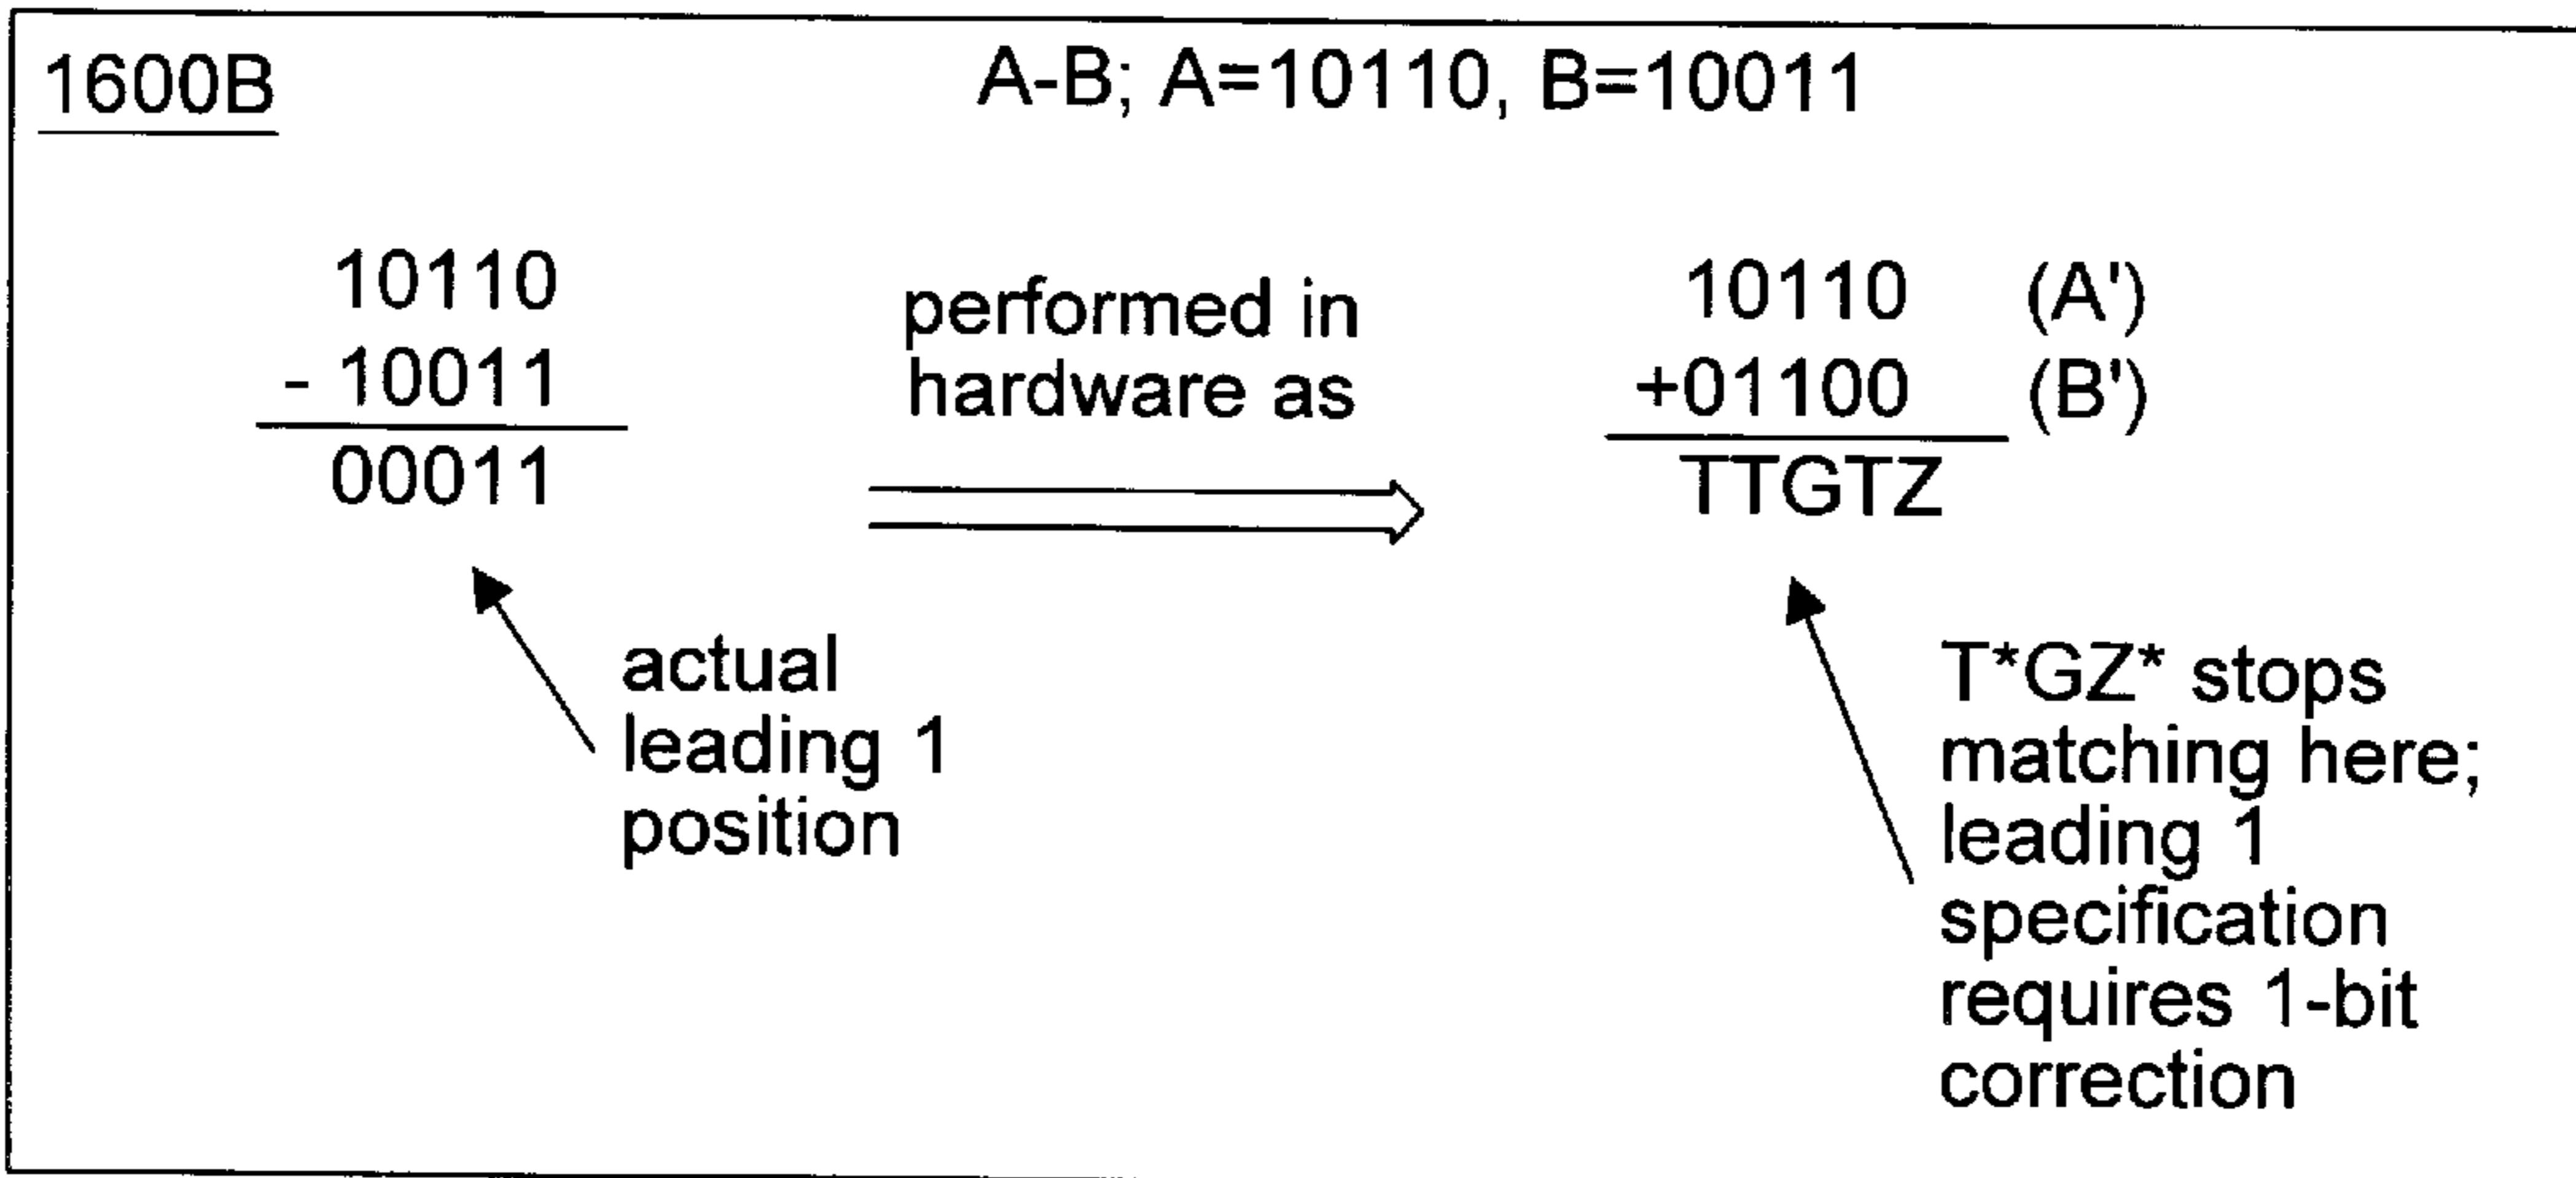 1600B
A-B; A=10110, B=10011
10110
- 10011
00011
performed in
hardware as
10110 (A')
+01100 (B')
TTGTZ
actual
leading 1
position
T*GZ* stops
matching here;
leading 1
specification
requires 1-bit
correction